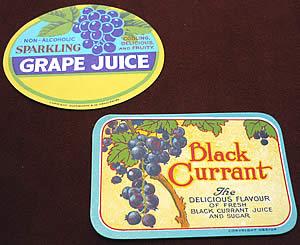 NON-ALCOHOLIC
SPARKLING
COOLING,
DELICIOUS,
AND FRUITY.
GRAPE JUICE
Black
Currant
The
DELICIOUS FLAVOUR
OF FRESH
BLACK CURRANT JUICE
AND SUGAR
COPYRIGHT DESIGN